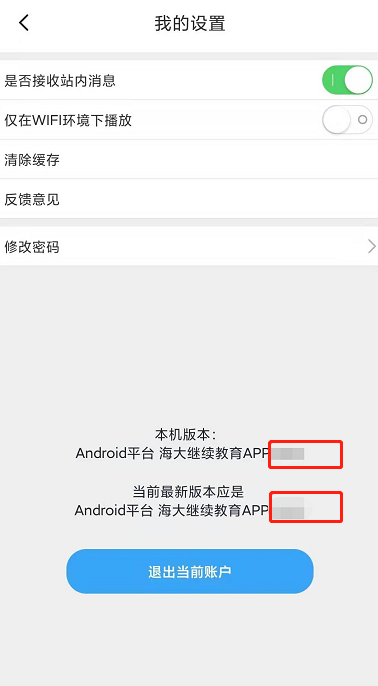 我的设置
是否接收站内消息
仅在WIFI环境下播放
清除缓存
反馈意见
修改密码
本机版本：
Android平台 海大继续教育APP
当前最新版本应是
Android平台 海大继续教育APP
退出当前账户